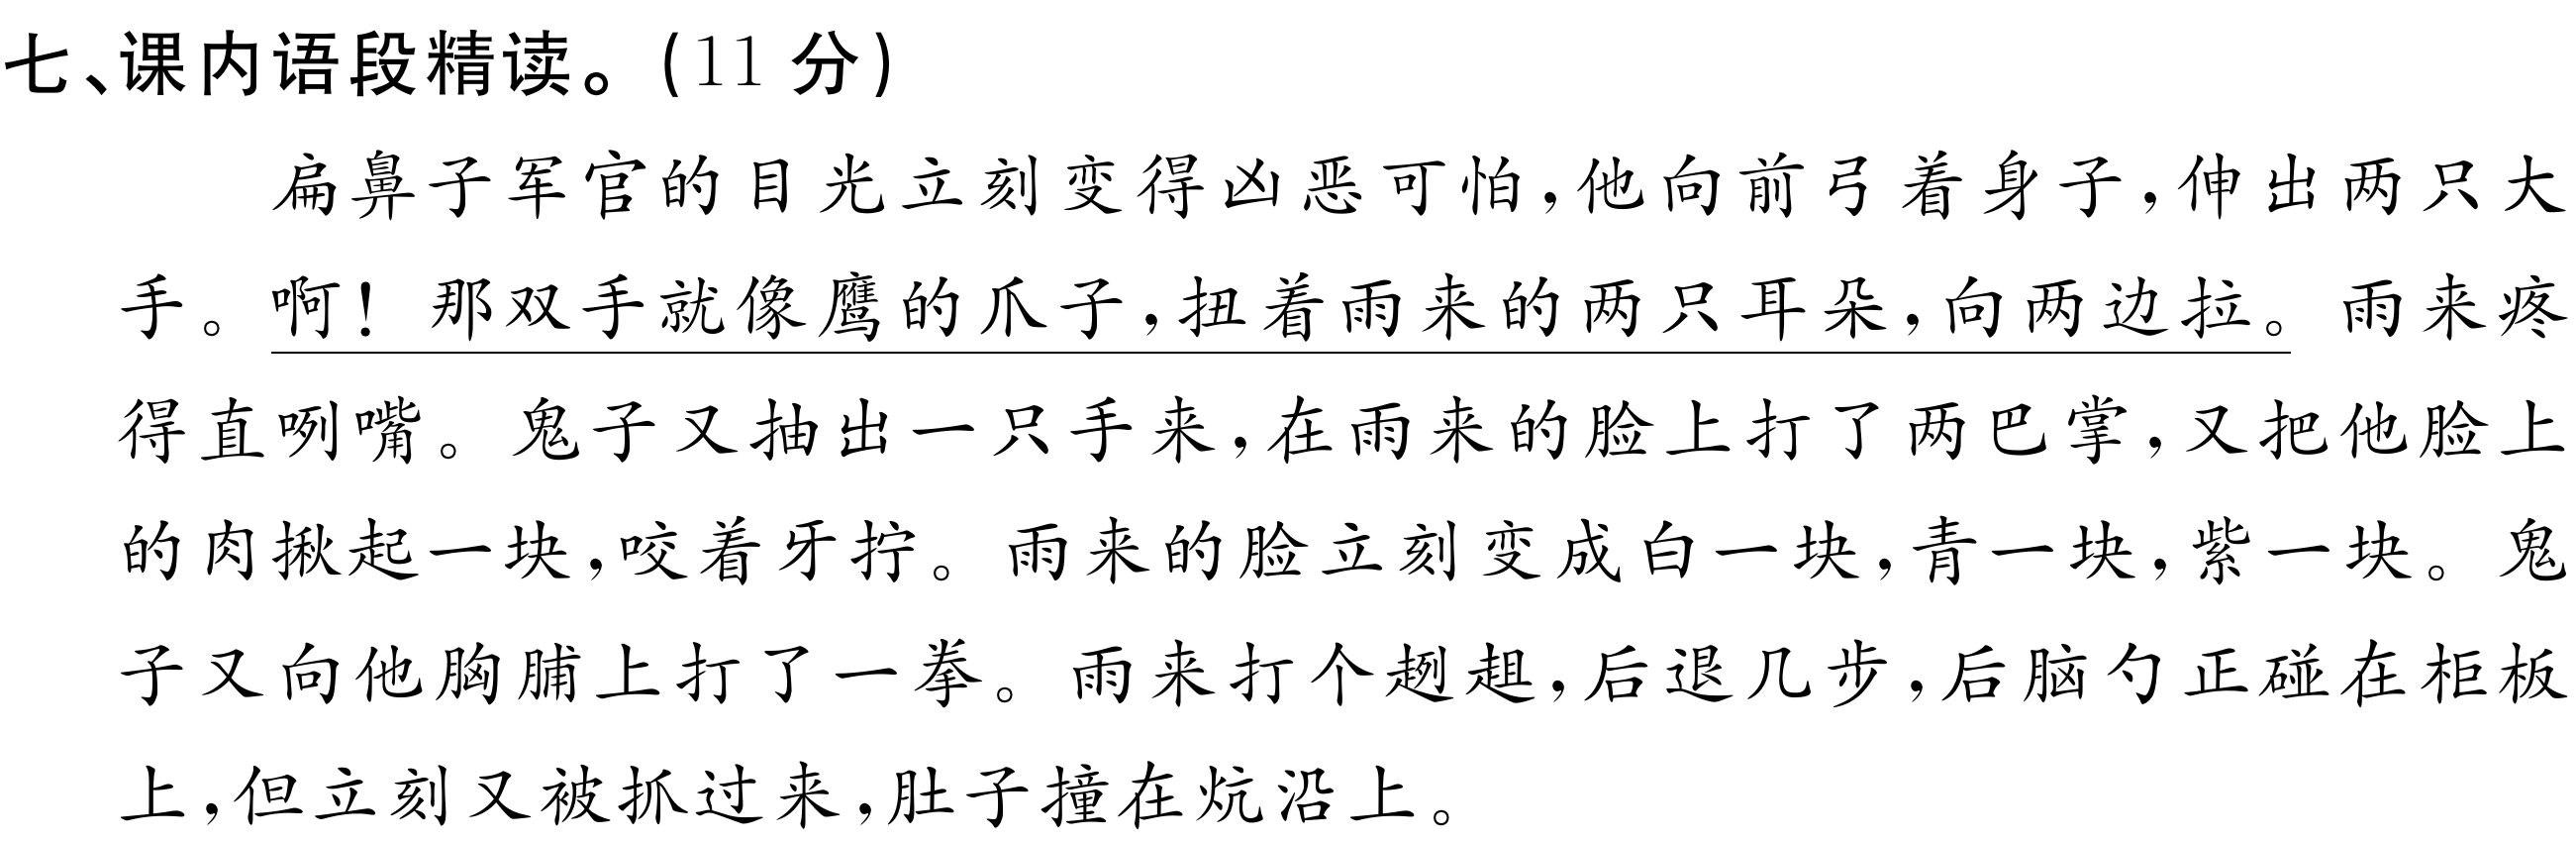 七、课内语段精读。(11 分)
扁鼻子军官的目光立刻变得凶恶可怕,他向前弓着身子,伸出两只大
手。啊! 那双手就像鹰的爪子,扭着雨来的两只耳朵,向两边拉。雨来疼
得直咧嘴。鬼子又抽出一只手来,在雨来的脸上打了两巴掌,又把他脸上
的肉揪起一块,咬着牙拧。雨来的脸立刻变成白一块,青一块,紫一块。鬼
子又向他胸脯上打了一拳。雨来打个趔趄,后退几步,后脑勺正碰在柜板
上,但立刻又被抓过来,肚子撞在炕沿上。